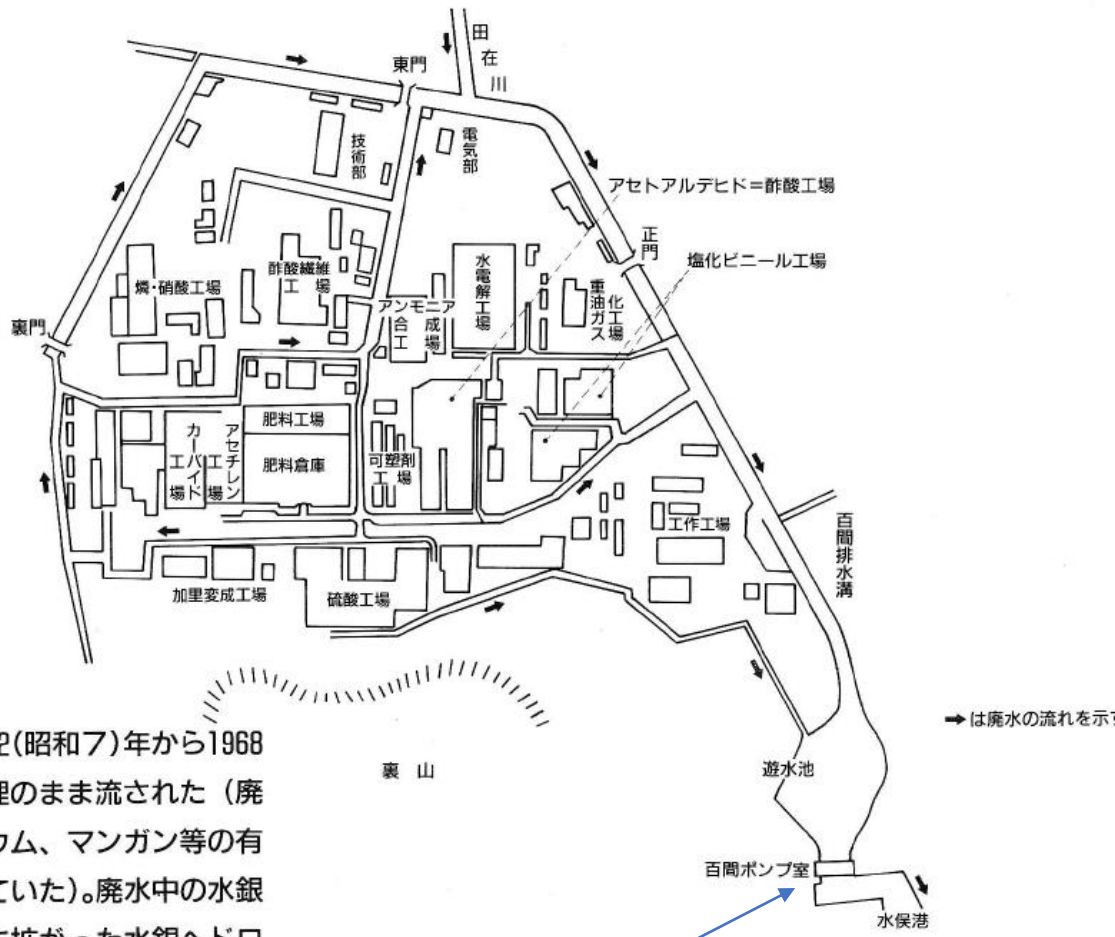 田在川
東門
技術部
電気部
アセトアルデヒド＝酢酸工場
正門
塩化ビニール工場
水電解工場
重油ガス化工場
酢酸繊維
工場
燐・硝酸工場
アンモニア
合成
工場
裏門
肥料工場
カーバイド工場
アセチレン工場
肥料倉庫
可塑剤
工場
工作工場
百間排水溝
加里変成工場
硫酸工場
➡は廃水の流れを示す
(昭和7)年から1968
のまま流された（廃
ウム、マンガン等の有
ていた)。廃水中の水銀
拡がった水銀ヘドロ
裏山
遊水池
百間ポンプ室
水俣港